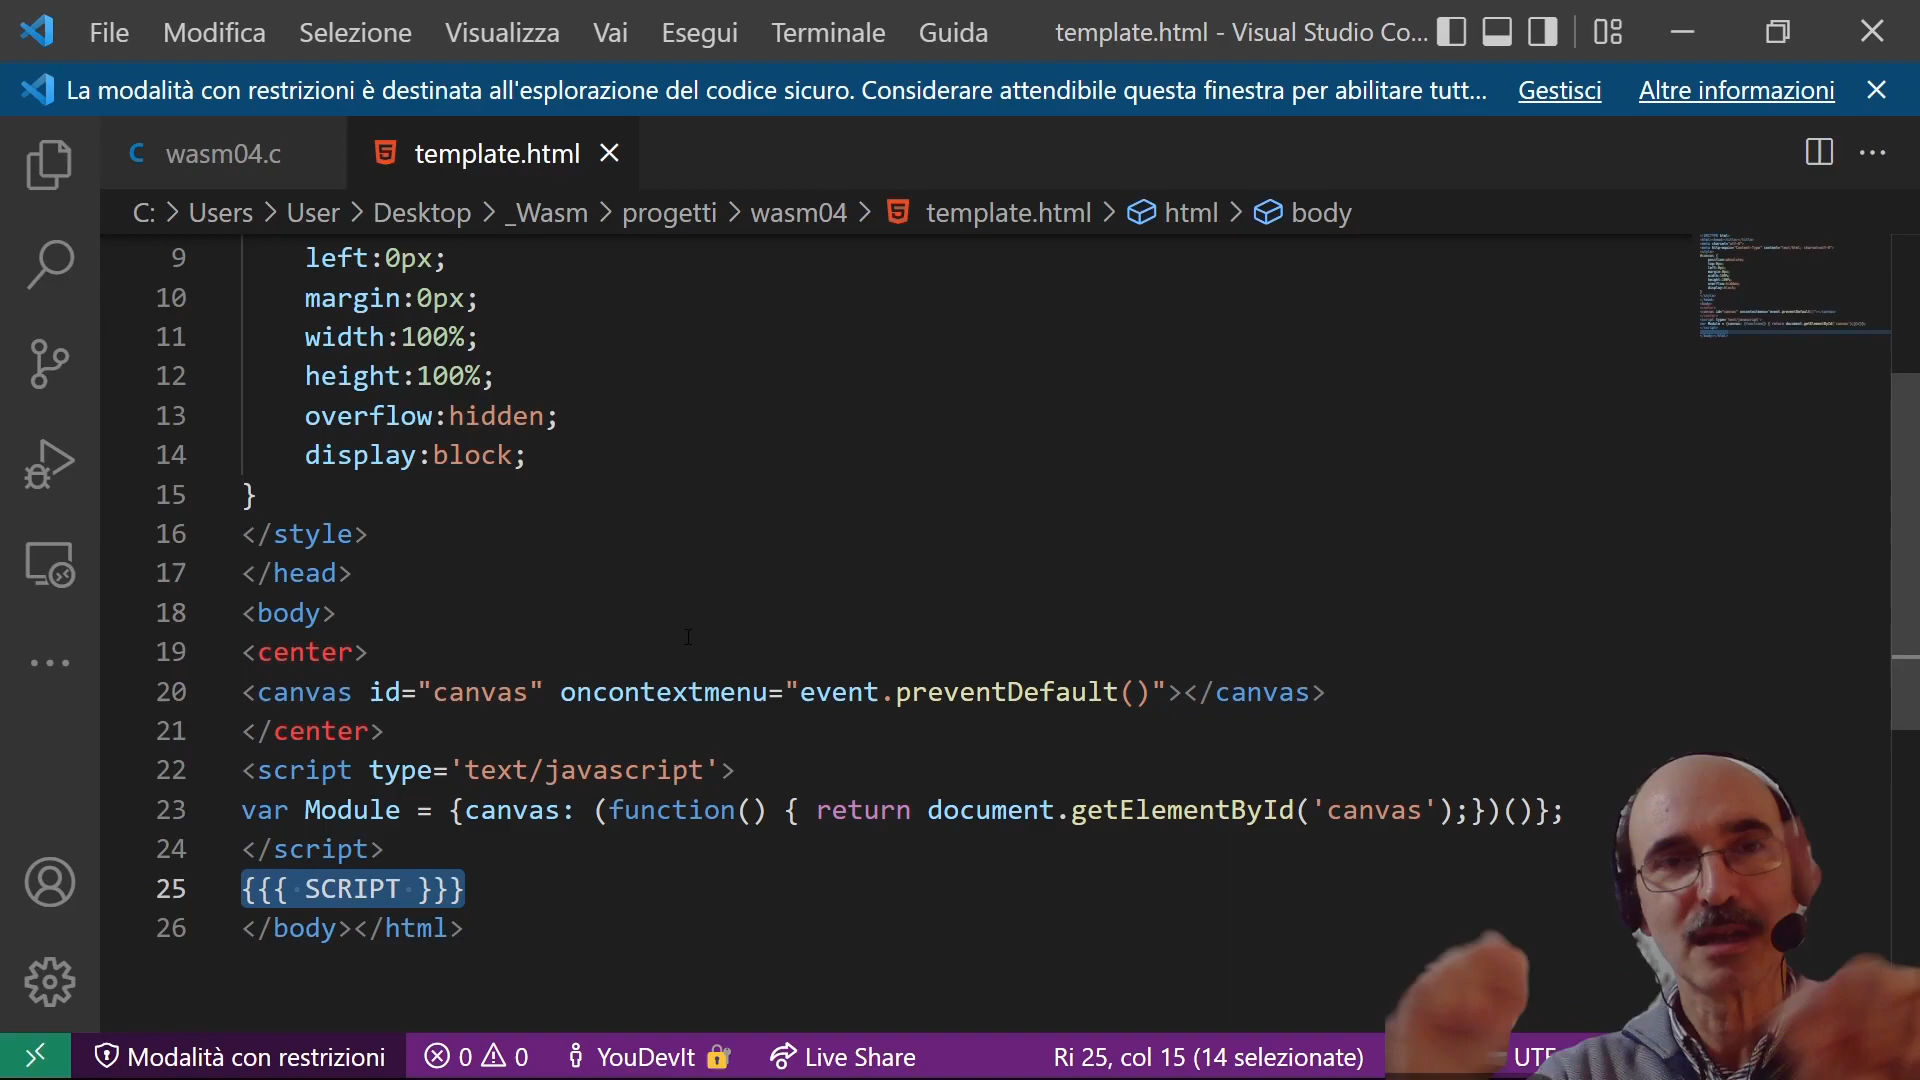 File Modifica Selezione Visualizza Vai Esegui Terminale Guida template.html - Visual Studio Co...
La modalità con restrizioni è destinata all'esplorazione del codice sicuro. Considerare attendibile questa finestra per abilitare tutt... Gestisci Altre informazioni
C wasm04.c template.html
C: > Users > User > Desktop > _Wasm > progetti > wasm04 > template.html > html > body
9 left:0px;
10 margin:0px;
11 width:100%;
12 height:100%;
13 overflow:hidden;
14 display:block;
15 }
16 </style>
17 </head>
18 <body>
19 <center>
20 <canvas id="canvas" oncontextmenu="event.preventDefault()"></canvas>
21 </center>
22 <script type='text/javascript'>
23 var Module = {canvas: (function() { return document.getElementById('canvas');})()};
24 </script>
25 {{{ SCRIPT }}}
26 </body></html>
Modalità con restrizioni 0 0 YouDevIt Live Share Ri 25, col 15 (14 selezionate) UTF